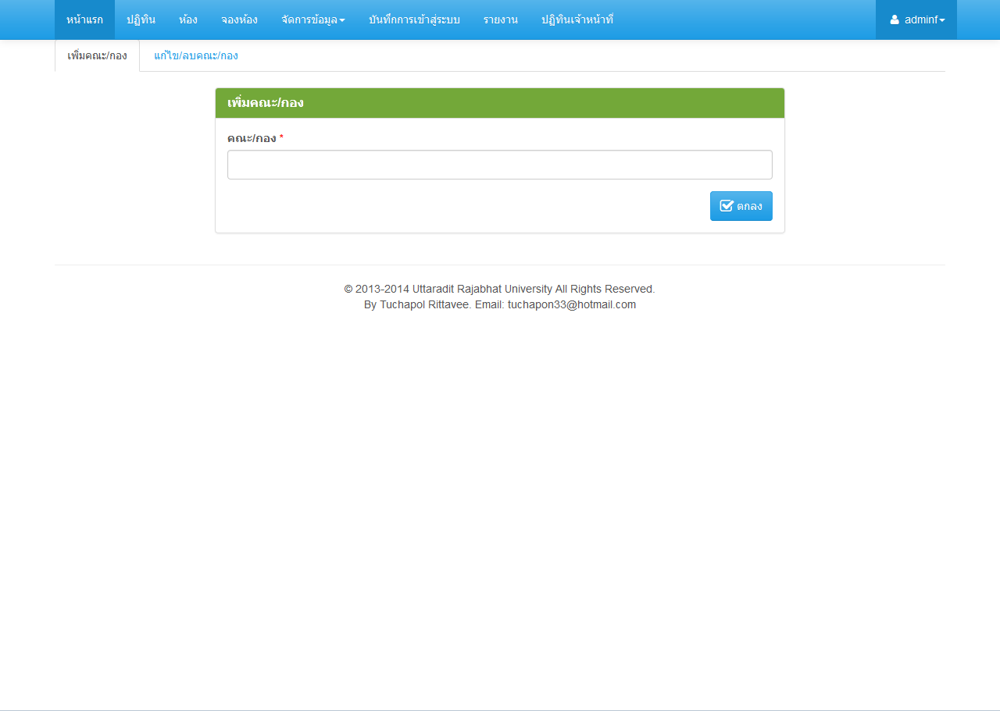 หน้าแรก ปฏิทิน ห้อง จองห้อง จัดการข้อมูล บันทึกการเข้าสู่ระบบ รายงาน ปฏิทินเจ้าหน้าที่ adminf
เพิ่มคณะ/กอง แก้ไข/ลบคณะ/กอง
เพิ่มคณะ/กอง
คณะ/กอง *
ตกลง
© 2013-2014 Uttaradit Rajabhat University All Rights Reserved.
By Tuchapol Rittavee. Email: tuchapon33@hotmail.com